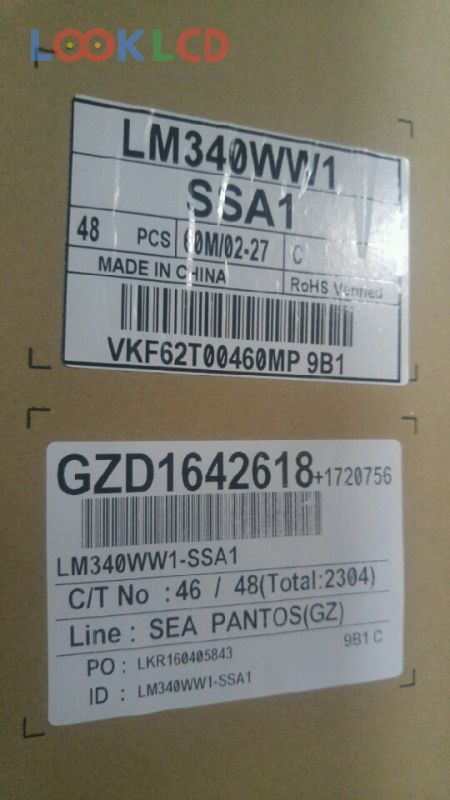 LOOKLCD
LM340WW1
SSA1
48 PCS 60M/02-27 C
MADE IN CHINA RoHS Verified
VKF62T00460MP 9B1
GZD1642618+1720756
LM340WW1-SSA1
C/T No : 46 / 48(Total:2304)
Line : SEA PANTOS(GZ)
9B1 C
PO : LKR160405843
ID : LM340WW1-SSA1